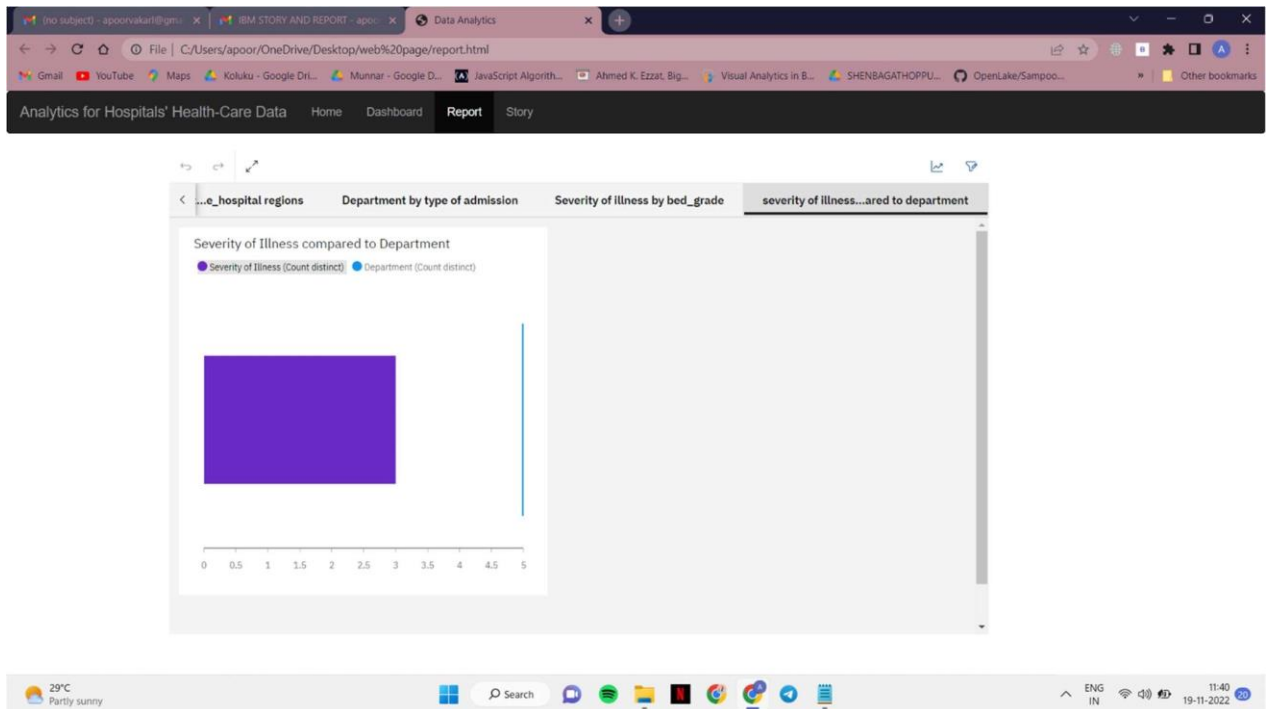 (no subject) - apoorvakarl@gma
IBM STORY AND REPORT - apoo
Data Analytics
File | C:/Users/apoor/OneDrive/Desktop/web%20page/report.html
Gmail YouTube Maps Koluku - Google Dri... Munnar - Google D... JavaScript Algorith... Ahmed K. Ezzat, Big... Visual Analytics in B... SHENBAGATHOPPU... OpenLake/Sampoo... » Other bookmarks
Analytics for Hospitals' Health-Care Data Home Dashboard Report Story
...e_hospital regions Department by type of admission Severity of illness by bed_grade severity of illness...ared to department
Severity of Illness compared to Department
Severity of Illness (Count distinct) Department (Count distinct)
0 0.5 1 1.5 2 2.5 3 3.5 4 4.5 5
29°C
Partly sunny
Search
ENG
IN
11:40
19-11-2022
20